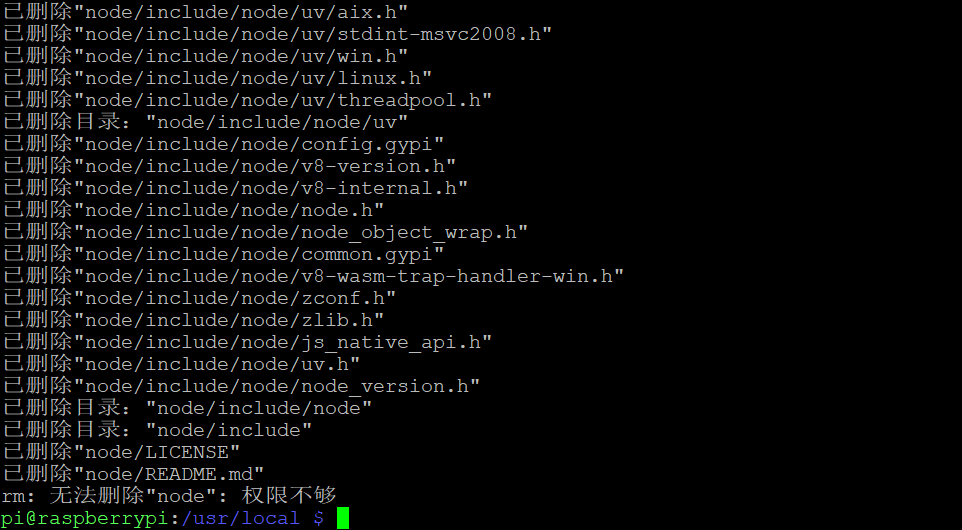 已删除"node/include/node/uv/aix.h"
已删除"node/include/node/uv/stdint-msvc2008.h"
已删除"node/include/node/uv/win.h"
已删除"node/include/node/uv/linux.h"
已删除"node/include/node/uv/threadpool.h"
已删除目录："node/include/node/uv"
已删除"node/include/node/config.gypi"
已删除"node/include/node/v8-version.h"
已删除"node/include/node/v8-internal.h"
已删除"node/include/node/node.h"
已删除"node/include/node/node_object_wrap.h"
已删除"node/include/node/common.gypi"
已删除"node/include/node/v8-wasm-trap-handler-win.h"
已删除"node/include/node/zconf.h"
已删除"node/include/node/zlib.h"
已删除"node/include/node/js_native_api.h"
已删除"node/include/node/uv.h"
已删除"node/include/node/node_version.h"
已删除目录："node/include/node"
已删除目录："node/include"
已删除"node/LICENSE"
已删除"node/README.md"
rm: 无法删除"node": 权限不够
pi@raspberrypi:/usr/local $